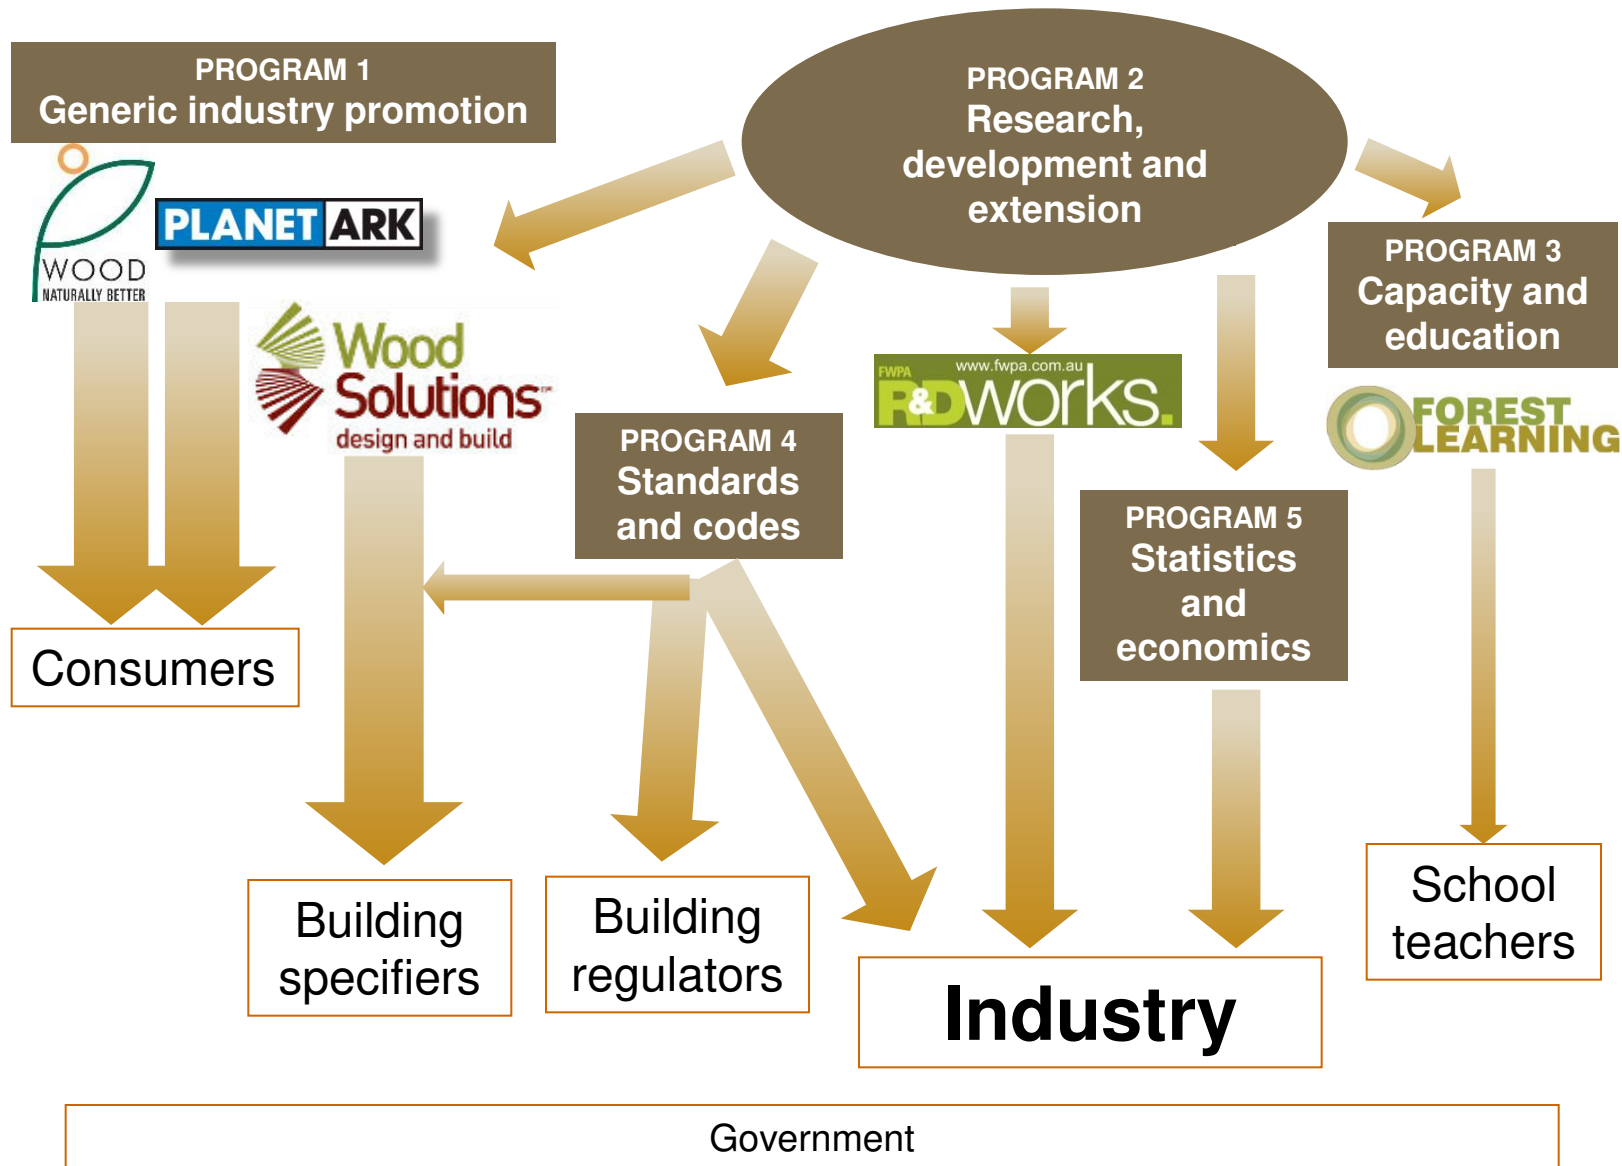 PROGRAM 1
Generic industry promotion
PROGRAM 2
Research,
development and
extension
WOOD
NATURALLY BETTER
PLANET ARK
Wood
Solutions™
design and build
PROGRAM 3
Capacity and
education
FWPA
www.fwpa.com.au
R&DWorks.
FOREST
LEARNING
PROGRAM 4
Standards
and codes
PROGRAM 5
Statistics
and
economics
Consumers
Building
specifiers
Building
regulators
Industry
School
teachers
Government